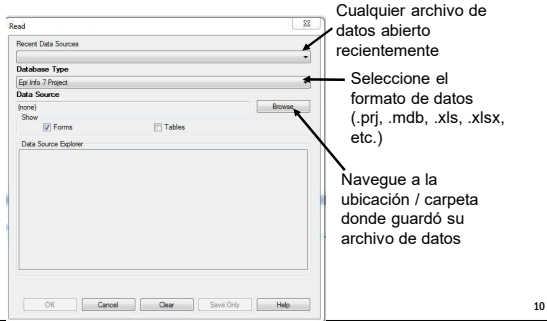 Read
Recent Data Sources
Database Type
Epi Info 7 Project
Data Source
(none)
Browse
Show
Forms
Tables
Data Source Explorer
OK
Cancel
Clear
Save Only
Help
Cualquier archivo de
datos abierto
recientemente
Seleccione el
formato de datos
(.prj, .mdb, .xls, .xlsx,
etc.)
Navegue a la
ubicación / carpeta
donde guardó su
archivo de datos
10